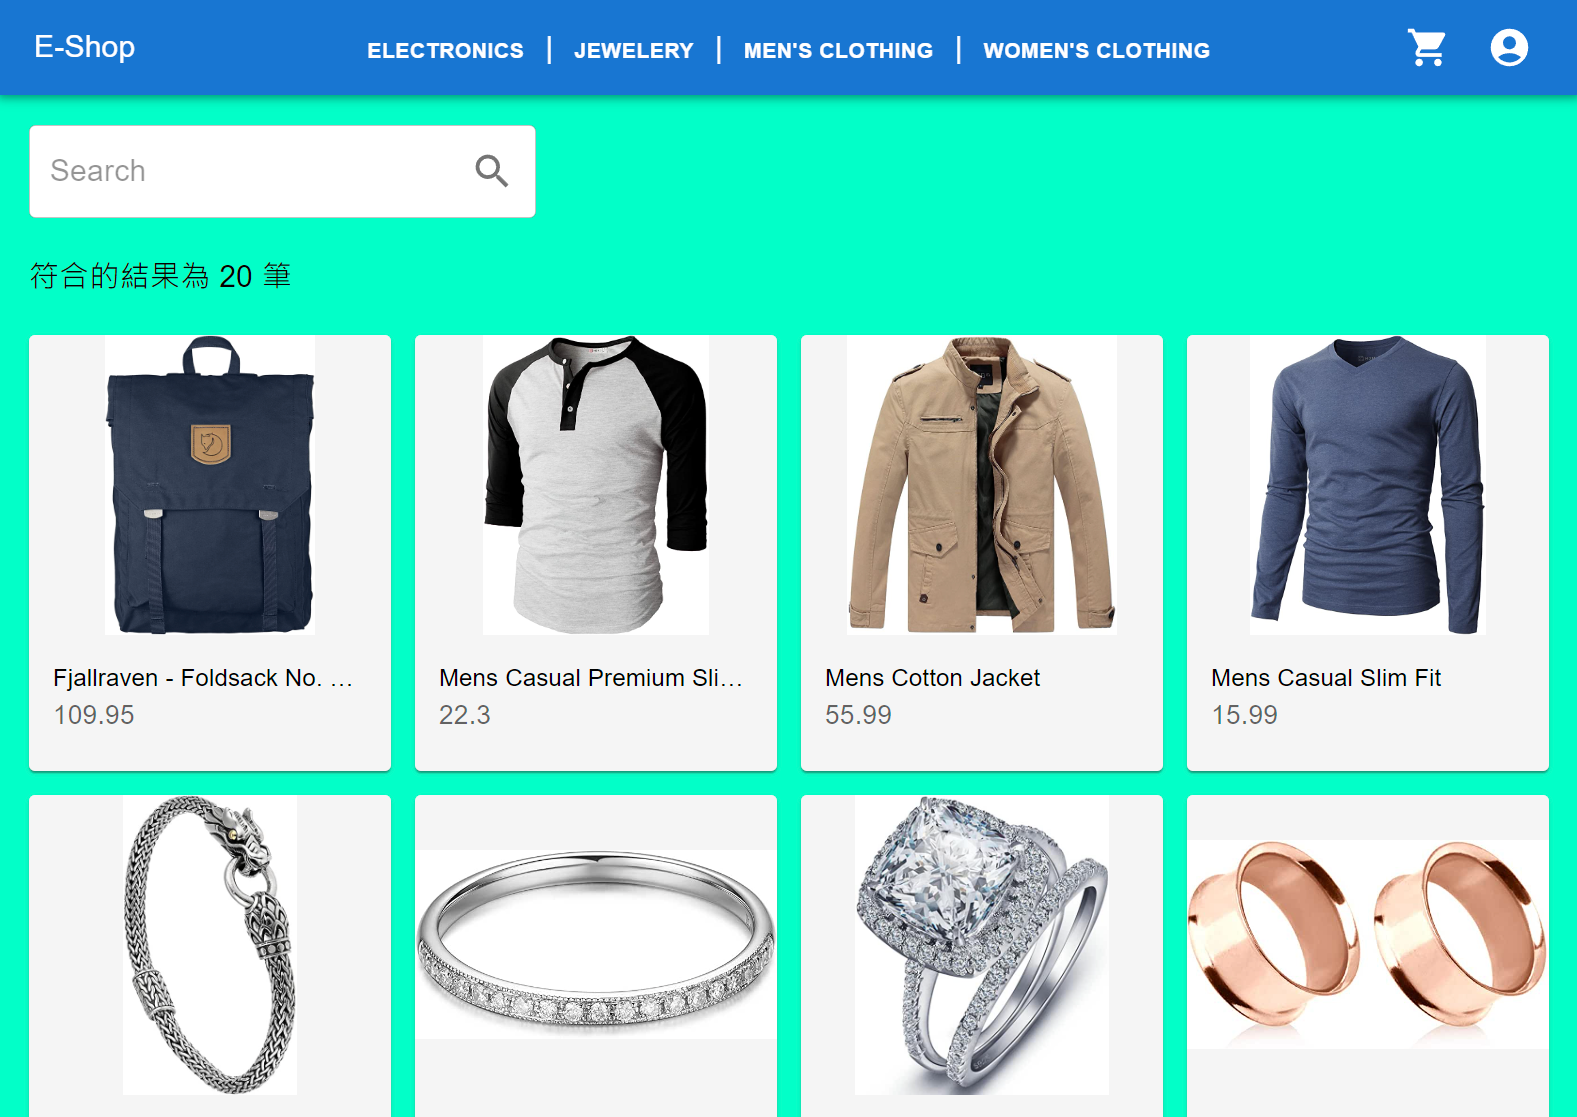 E-Shop
ELECTRONICS | JEWELERY | MEN'S CLOTHING | WOMEN'S CLOTHING
Search
符合的結果為 20 筆
Fjallraven - Foldsack No. ...
109.95
Mens Casual Premium Sli...
22.3
Mens Cotton Jacket
55.99
Mens Casual Slim Fit
15.99